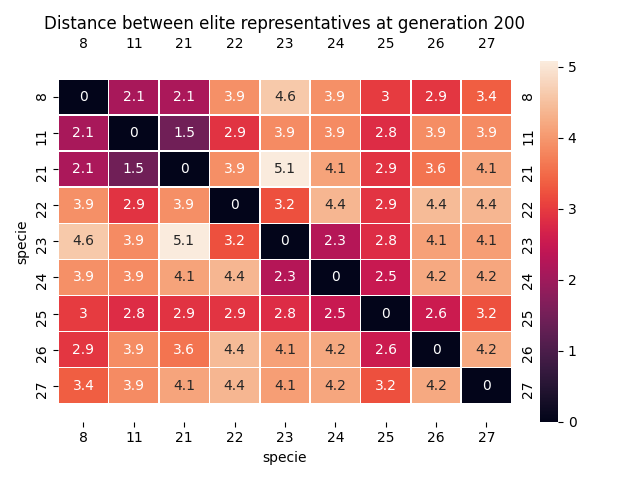 Distance between elite representatives at generation 200
8 11 21 22 23 24 25 26 27
8 0 2.1 2.1 3.9 4.6 3.9 3 2.9 3.4 8
11 2.1 0 1.5 2.9 3.9 3.9 2.8 3.9 3.9 11
21 2.1 1.5 0 3.9 5.1 4.1 2.9 3.6 4.1 21
22 3.9 2.9 3.9 0 3.2 4.4 2.9 4.4 4.4 22
23 4.6 3.9 5.1 3.2 0 2.3 2.8 4.1 4.1 23
24 3.9 3.9 4.1 4.4 2.3 0 2.5 4.2 4.2 24
25 3 2.8 2.9 2.9 2.8 2.5 0 2.6 3.2 25
26 2.9 3.9 3.6 4.4 4.1 4.2 2.6 0 4.2 26
27 3.4 3.9 4.1 4.4 4.1 4.2 3.2 4.2 0 27
8 11 21 22 23 24 25 26 27
specie
specie
5
4
3
2
1
0